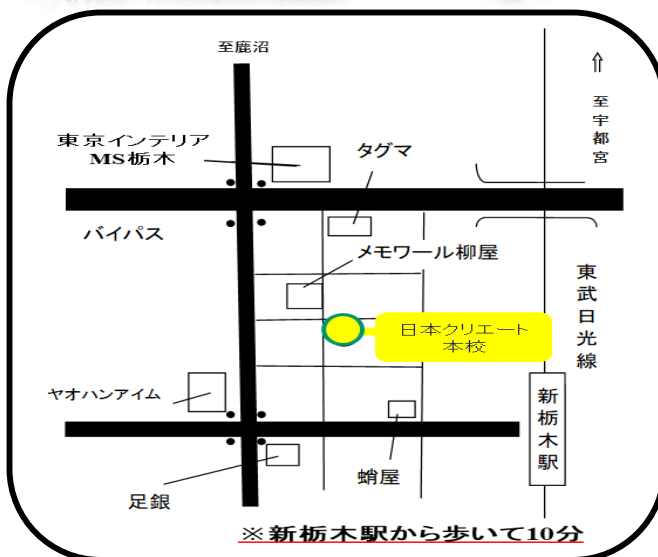 至鹿沼
至宇都宮
東京インテリア
MS栃木
タグマ
バイパス
メモワール柳屋
東武日光線
日本クリエート
本校
ヤオハンアイム
新栃木駅
蛸屋
足銀
※新栃木駅から歩いて10分